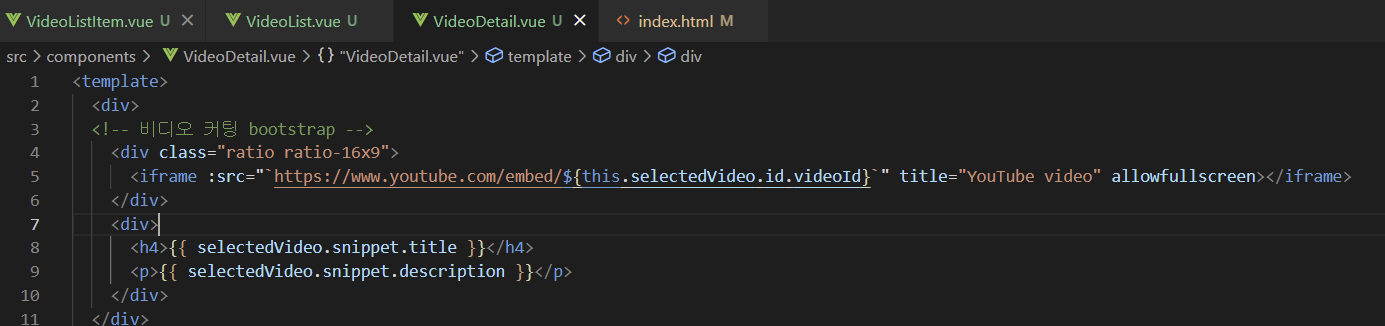 VideoListItem.vue U VideoList.vue U VideoDetail.vue U index.html M
src > components > VideoDetail.vue > {} "VideoDetail.vue" > template > div > div
1 <template>
2 <div>
3 <!-- 비디오 커팅 bootstrap -->
4 <div class="ratio ratio-16x9">
5 <iframe :src="`https://www.youtube.com/embed/${this.selectedVideo.id.videoId}`" title="YouTube video" allowfullscreen></iframe>
6 </div>
7 <div>
8 <h4>{{ selectedVideo.snippet.title }}</h4>
9 <p>{{ selectedVideo.snippet.description }}</p>
10 </div>
11 </div>